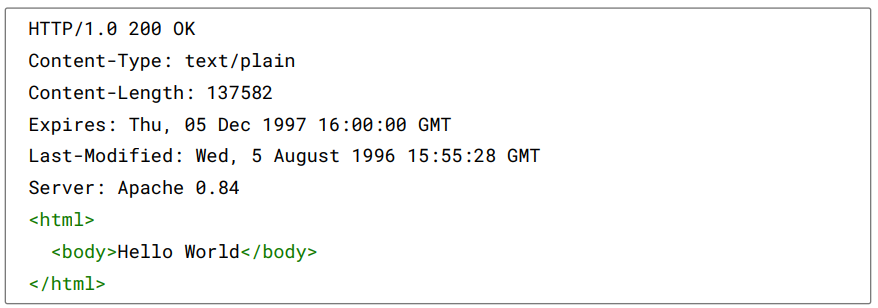 HTTP/1.0 200 OK
Content-Type: text/plain
Content-Length: 137582
Expires: Thu, 05 Dec 1997 16:00:00 GMT
Last-Modified: Wed, 5 August 1996 15:55:28 GMT
Server: Apache 0.84
<html>
  <body>Hello World</body>
</html>